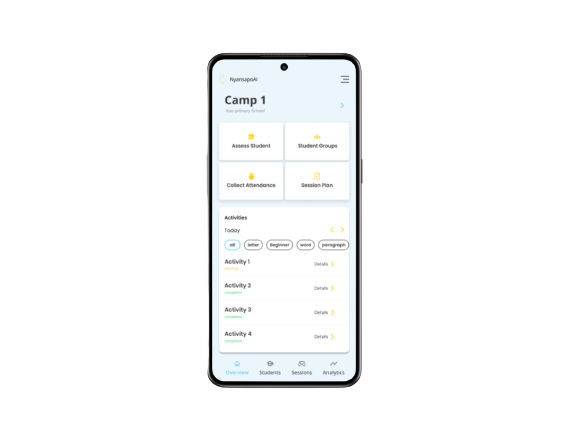 NyansapoAI
Camp 1
Yee primary School
Assess Student
Student Groups
Collect Attendance
Session Plan
Activities
Today
all letter Beginner word paragraph
Activity 1 Details
pending
Activity 2 Details
completed
Activity 3 Details
completed
Activity 4 Details
completed
Overview Students Sessions Analytics